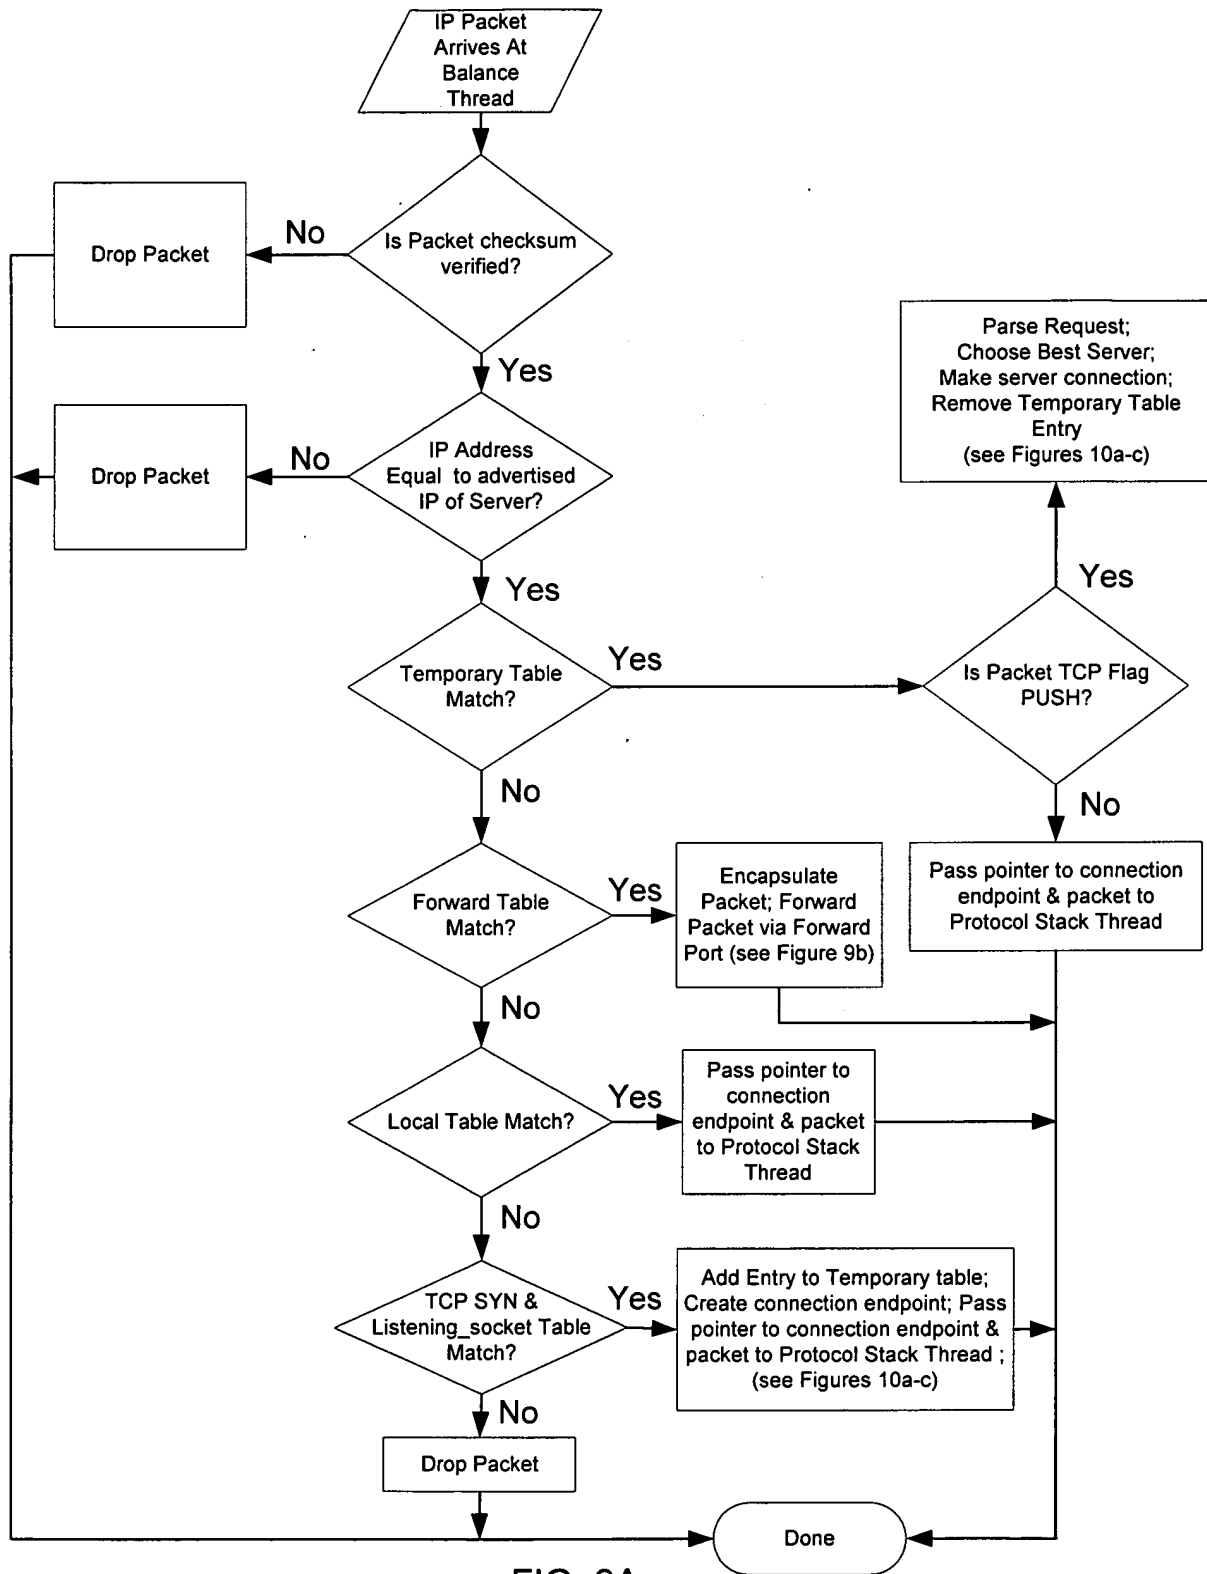 IP Packet
Arrives At
Balance
Thread
Is Packet checksum
verified?
No
Drop Packet
Yes
IP Address
Equal to advertised
IP of Server?
No
Drop Packet
Yes
Temporary Table
Match?
Yes
Is Packet TCP Flag
PUSH?
Yes
Parse Request;
Choose Best Server;
Make server connection;
Remove Temporary Table
Entry
(see Figures 10a-c)
No
Pass pointer to connection
endpoint & packet to
Protocol Stack Thread
No
Forward Table
Match?
Yes
Encapsulate
Packet; Forward
Packet via Forward
Port (see Figure 9b)
No
Local Table Match?
Yes
Pass pointer to
connection
endpoint & packet
to Protocol Stack
Thread
No
TCP SYN &
Listening_socket Table
Match?
Yes
Add Entry to Temporary table;
Create connection endpoint; Pass
pointer to connection endpoint &
packet to Protocol Stack Thread ;
(see Figures 10a-c)
No
Drop Packet
Done